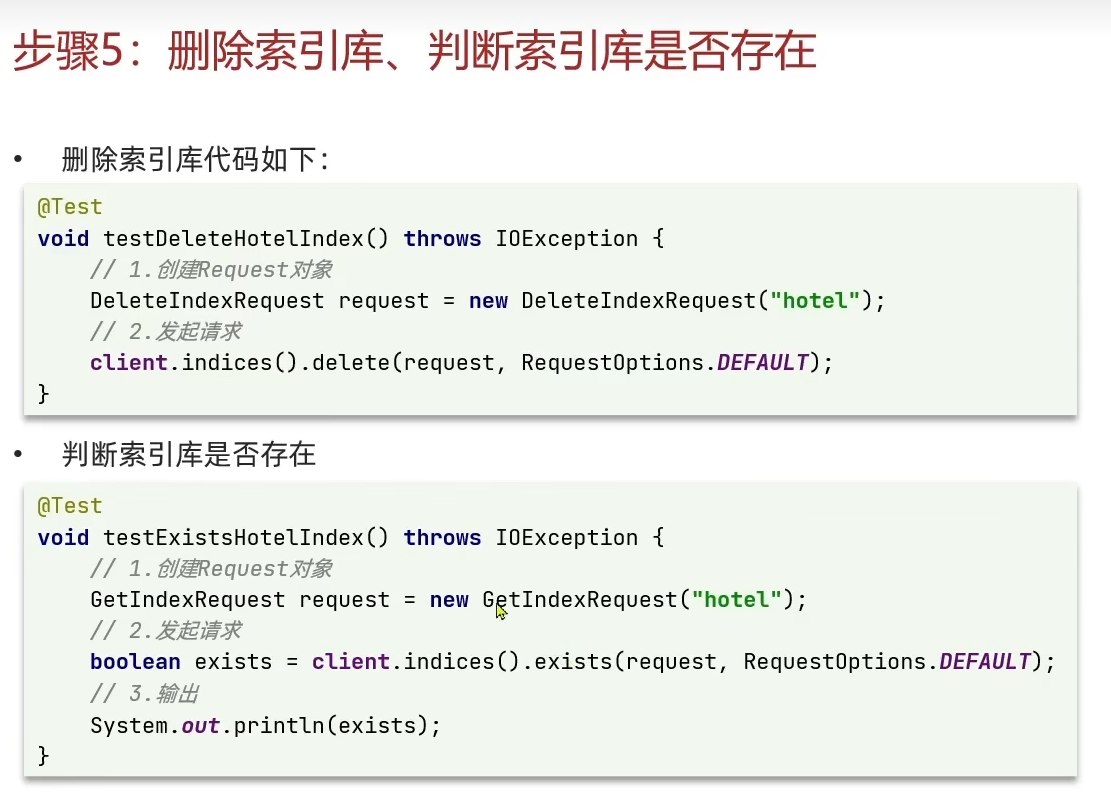 步骤5：删除索引库、判断索引库是否存在
• 删除索引库代码如下：
@Test
void testDeleteHotelIndex() throws IOException {
    // 1.创建Request对象
    DeleteIndexRequest request = new DeleteIndexRequest("hotel");
    // 2.发起请求
    client.indices().delete(request, RequestOptions.DEFAULT);
}
• 判断索引库是否存在
@Test
void testExistsHotelIndex() throws IOException {
    // 1.创建Request对象
    GetIndexRequest request = new GetIndexRequest("hotel");
    // 2.发起请求
    boolean exists = client.indices().exists(request, RequestOptions.DEFAULT);
    // 3.输出
    System.out.println(exists);
}